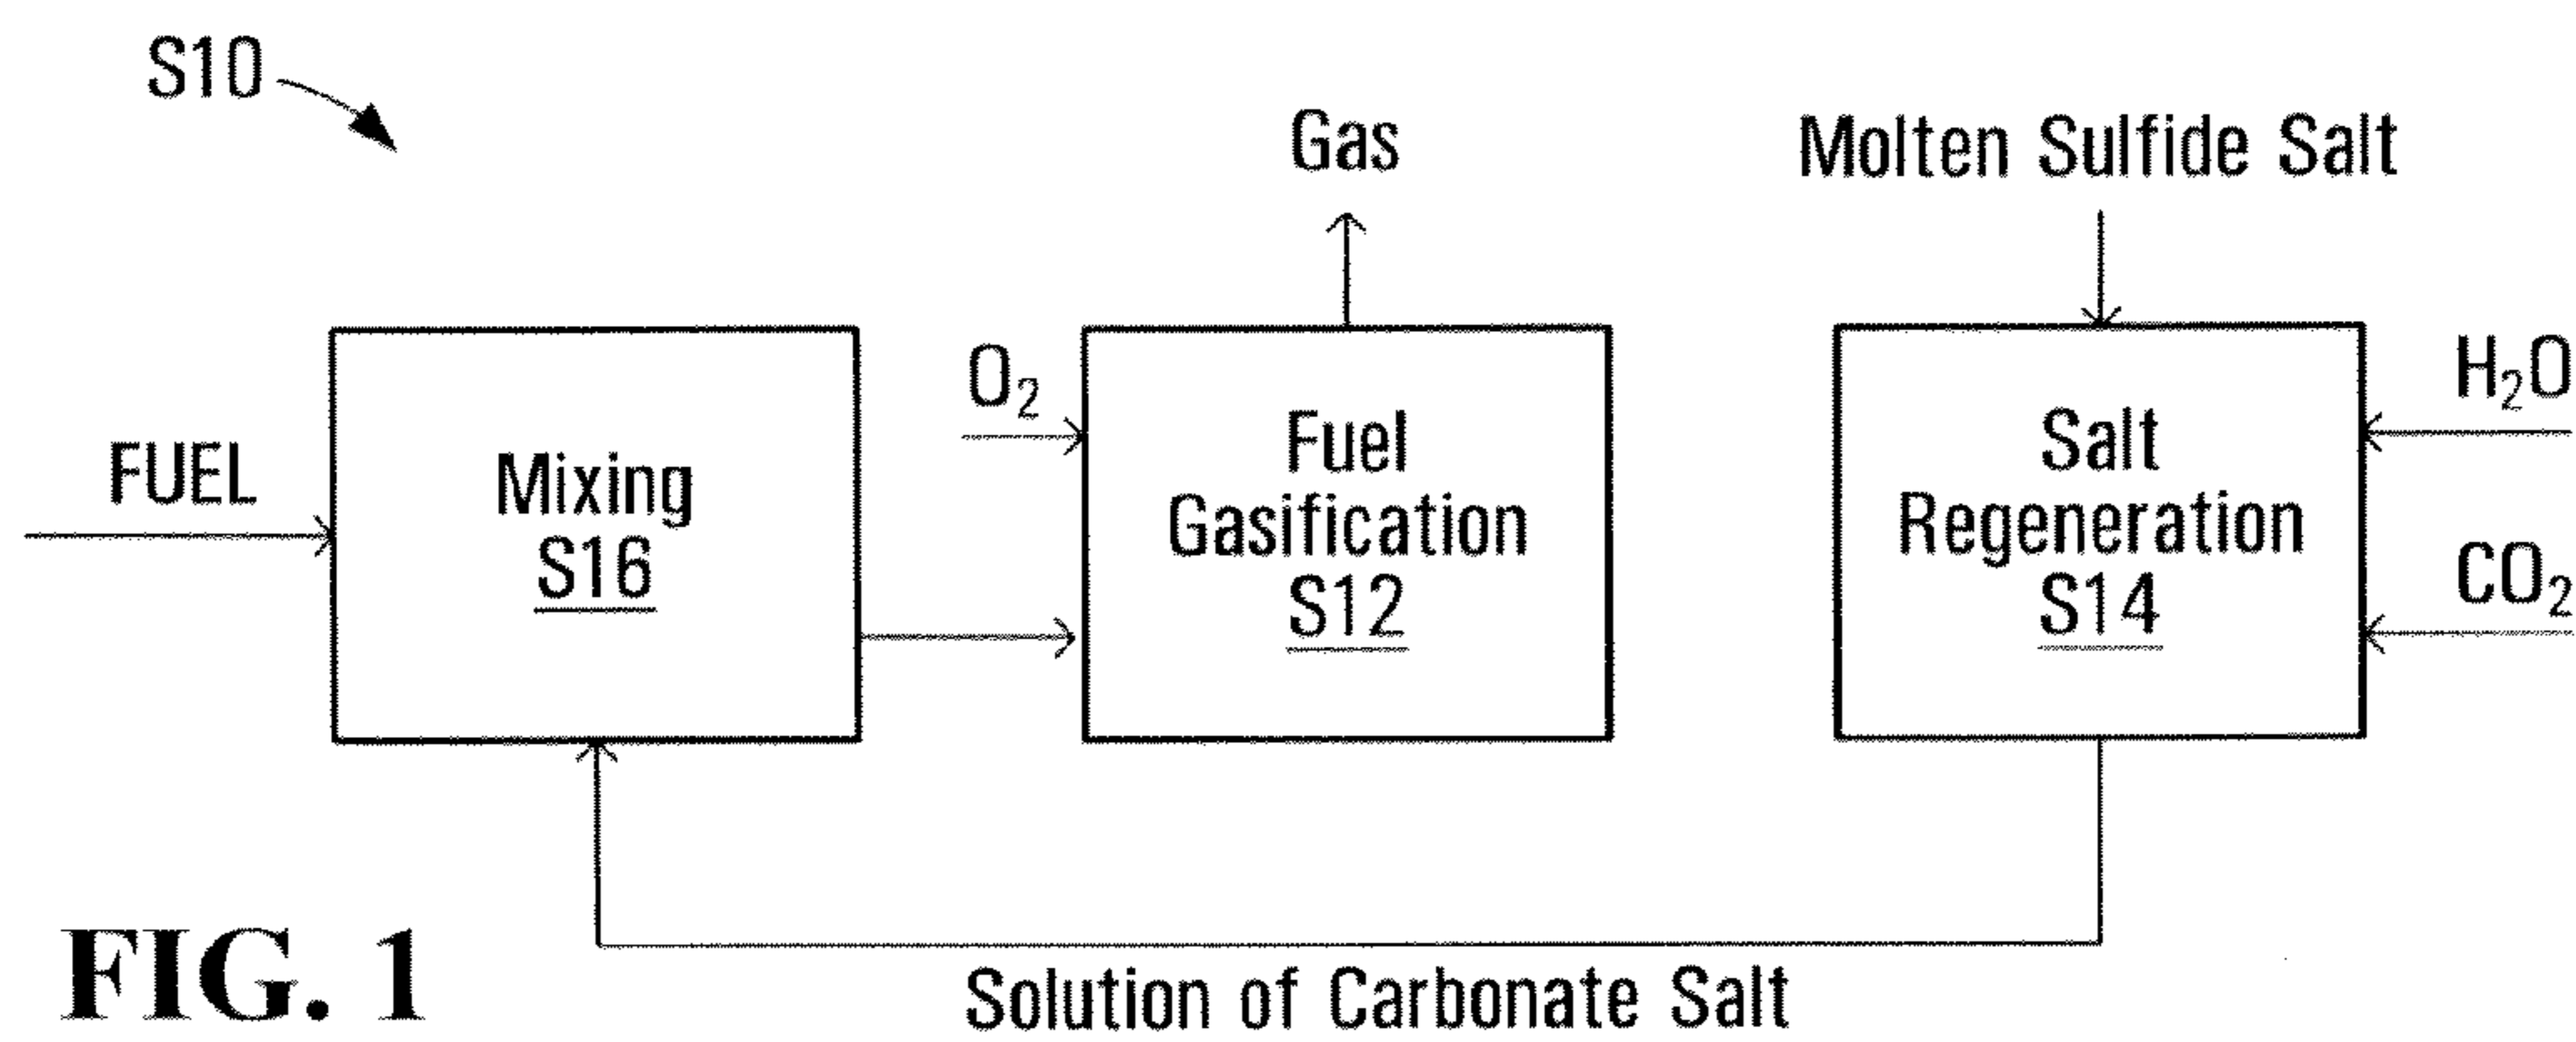 S10
Gas
Molten Sulfide Salt
FUEL
Mixing
S16
O₂
Fuel
Gasification
S12
Salt
Regeneration
S14
H₂O
CO₂
Solution of Carbonate Salt
FIG. 1